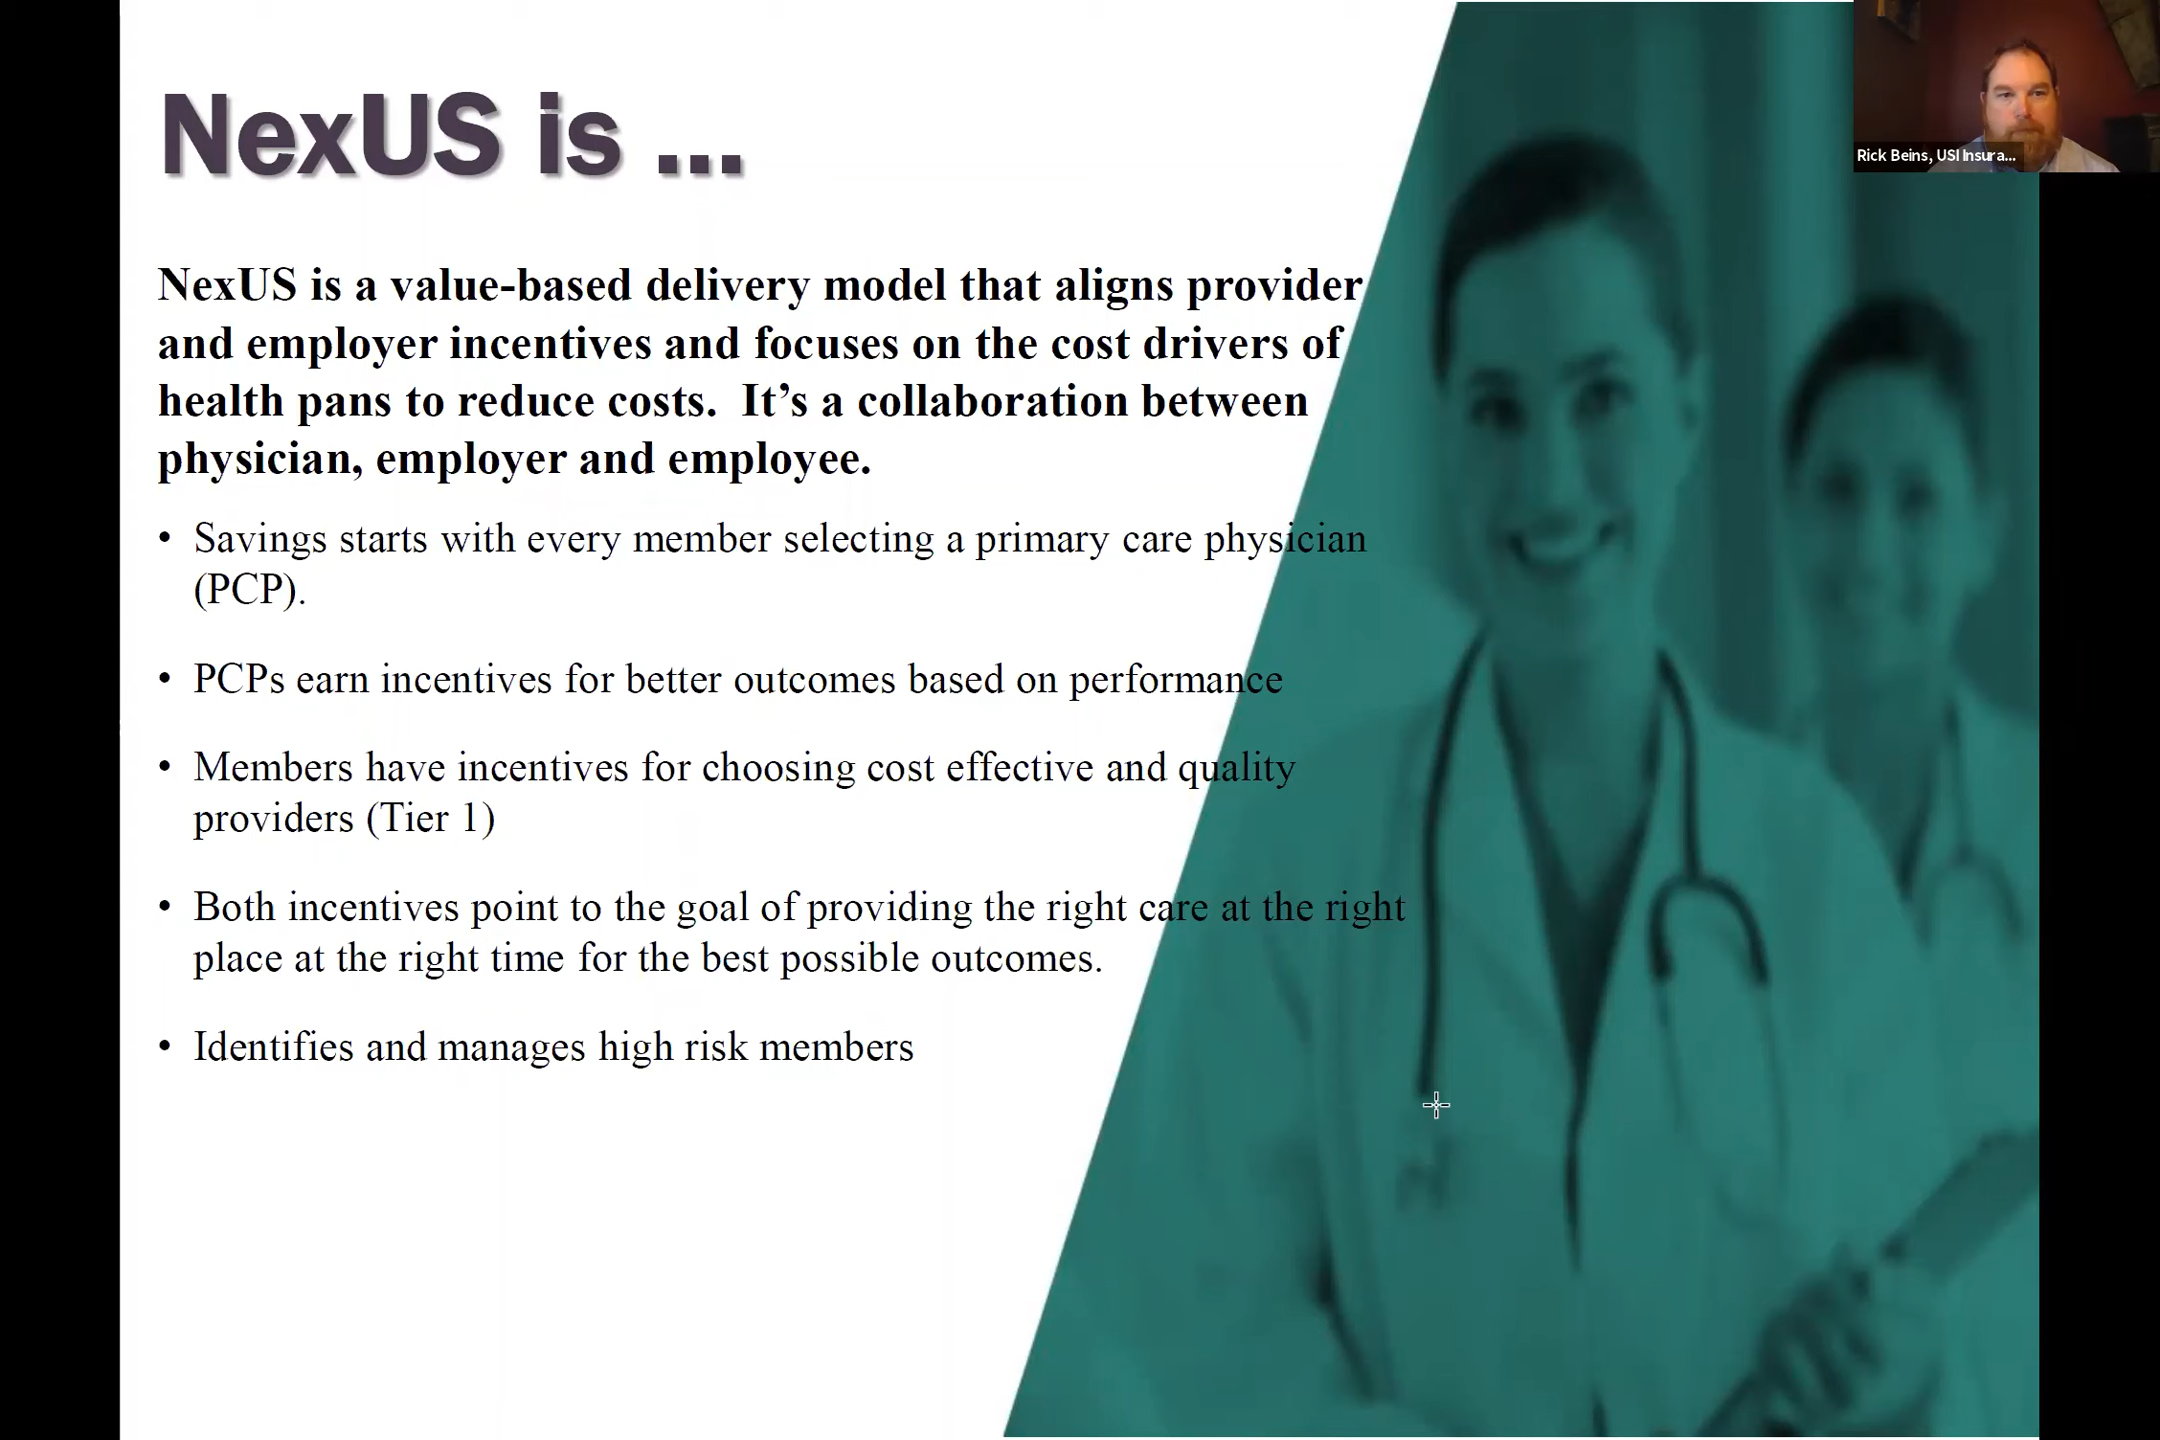 NexUS is ...
NexUS is a value-based delivery model that aligns provider
and employer incentives and focuses on the cost drivers of
health pans to reduce costs.  It’s a collaboration between
physician, employer and employee.
• Savings starts with every member selecting a primary care physician
(PCP).
• PCPs earn incentives for better outcomes based on performance
• Members have incentives for choosing cost effective and quality
providers (Tier 1)
• Both incentives point to the goal of providing the right care at the right
place at the right time for the best possible outcomes.
• Identifies and manages high risk members
Rick Beins, USI Insura...